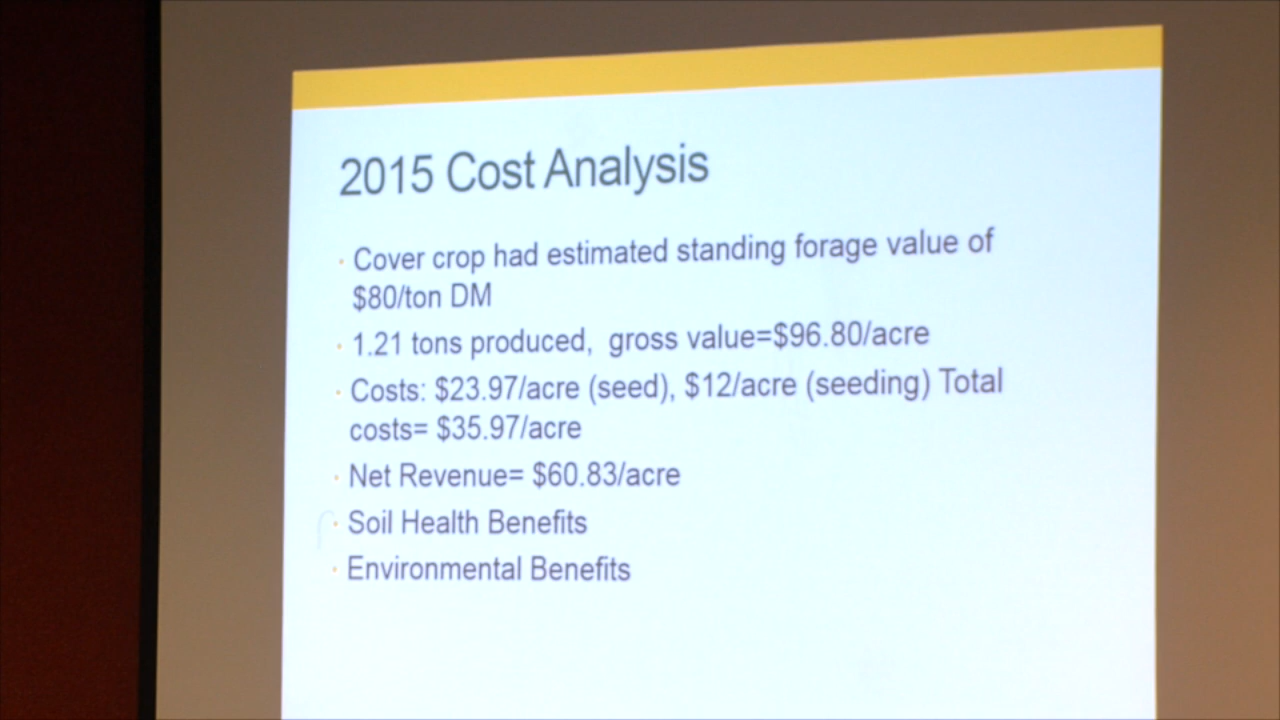 2015 Cost Analysis
· Cover crop had estimated standing forage value of
$80/ton DM
· 1.21 tons produced, gross value=$96.80/acre
· Costs: $23.97/acre (seed), $12/acre (seeding) Total
costs= $35.97/acre
· Net Revenue= $60.83/acre
· Soil Health Benefits
· Environmental Benefits